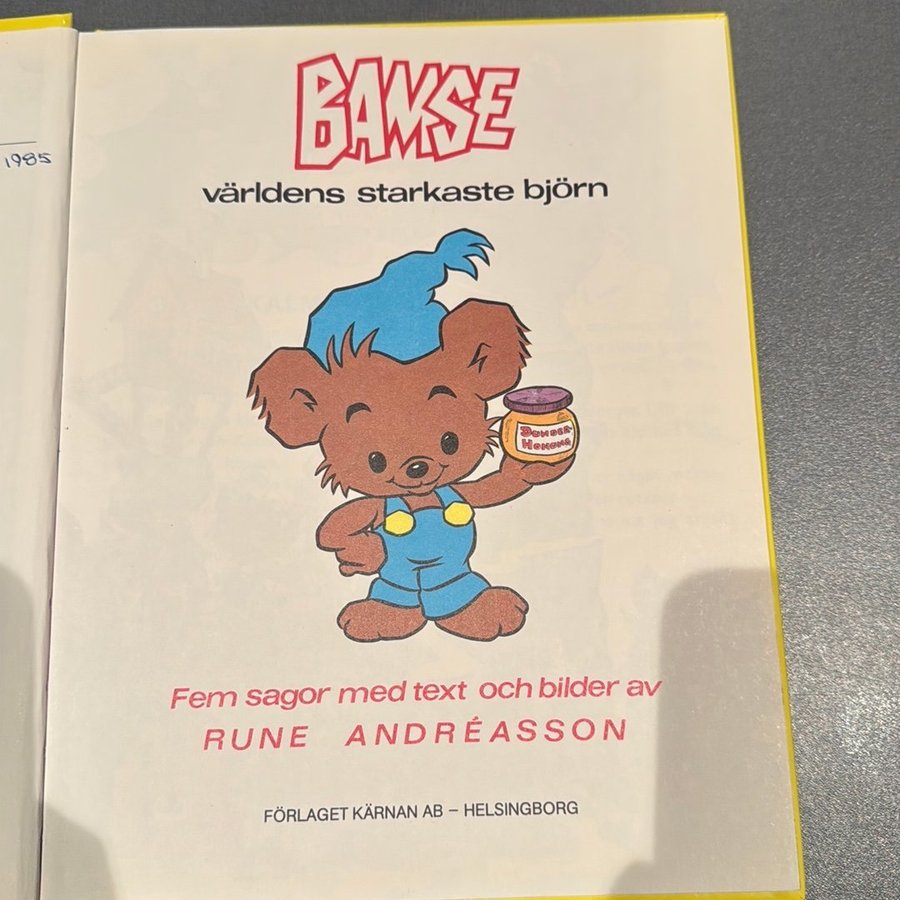 1985
BAMSE
världens starkaste björn
DUNDER-
HONUNG
Fem sagor med text och bilder av
RUNE ANDRÉASSON
FÖRLAGET KÄRNAN AB – HELSINGBORG